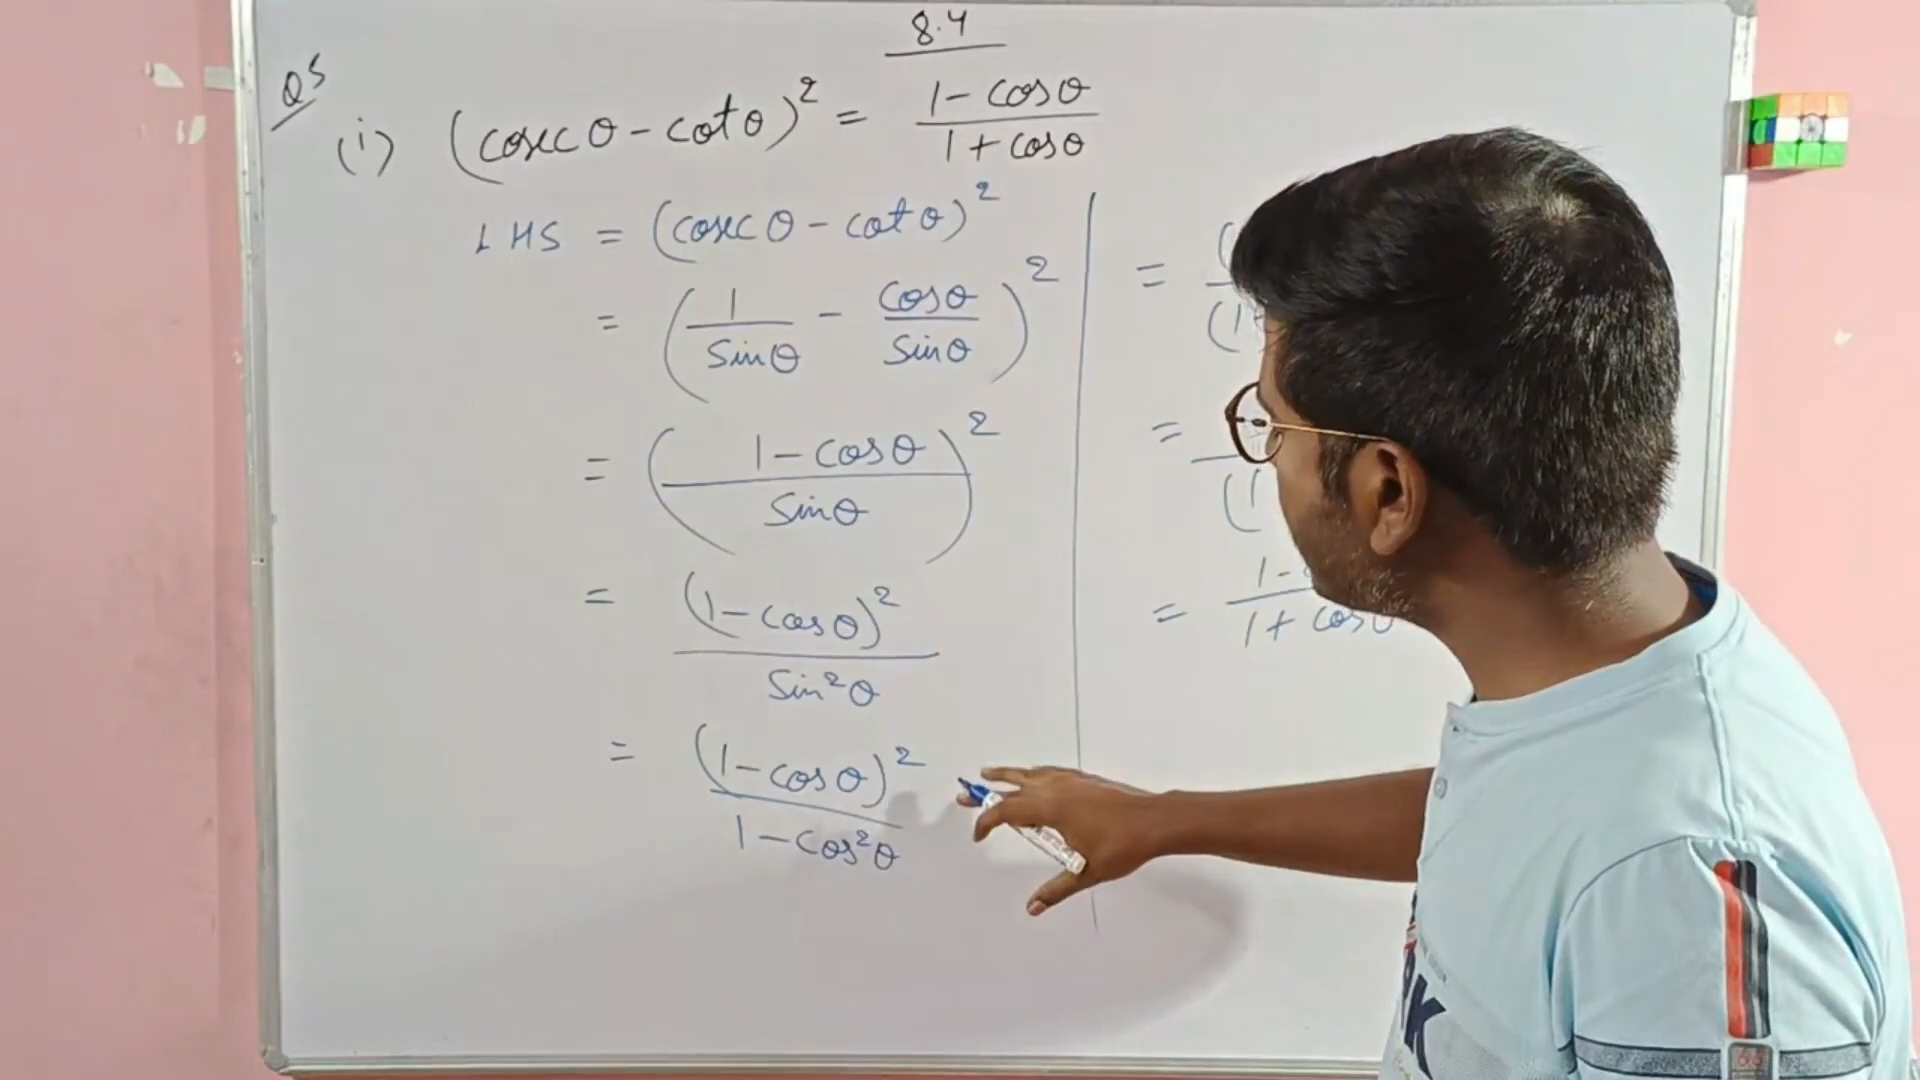 8.4
Q5
(i) (cosec θ - cot θ)² = (1 - cos θ)/(1 + cos θ)
LHS = (cosec θ - cot θ)²
= (1/sin θ - cos θ/sin θ)²
= ((1 - cos θ)/sin θ)²
= (1 - cos θ)²/sin² θ
= (1 - cos θ)²/(1 - cos² θ)
=
=
= 1 - / 1 + cos θ